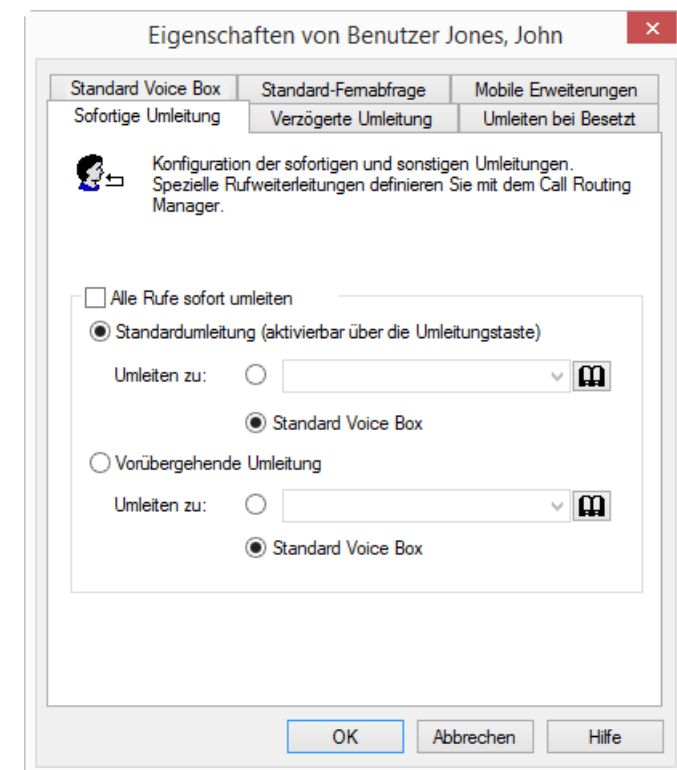 Eigenschaften von Benutzer Jones, John
Standard Voice Box
Standard-Fernabfrage
Mobile Erweiterungen
Sofortige Umleitung
Verzögerte Umleitung
Umleiten bei Besetzt
Konfiguration der sofortigen und sonstigen Umleitungen.
Spezielle Rufweiterleitungen definieren Sie mit dem Call Routing
Manager.
Alle Rufe sofort umleiten
Standardumleitung (aktivierbar über die Umleitungstaste)
Umleiten zu:
Standard Voice Box
Vorübergehende Umleitung
Umleiten zu:
Standard Voice Box
OK
Abbrechen
Hilfe